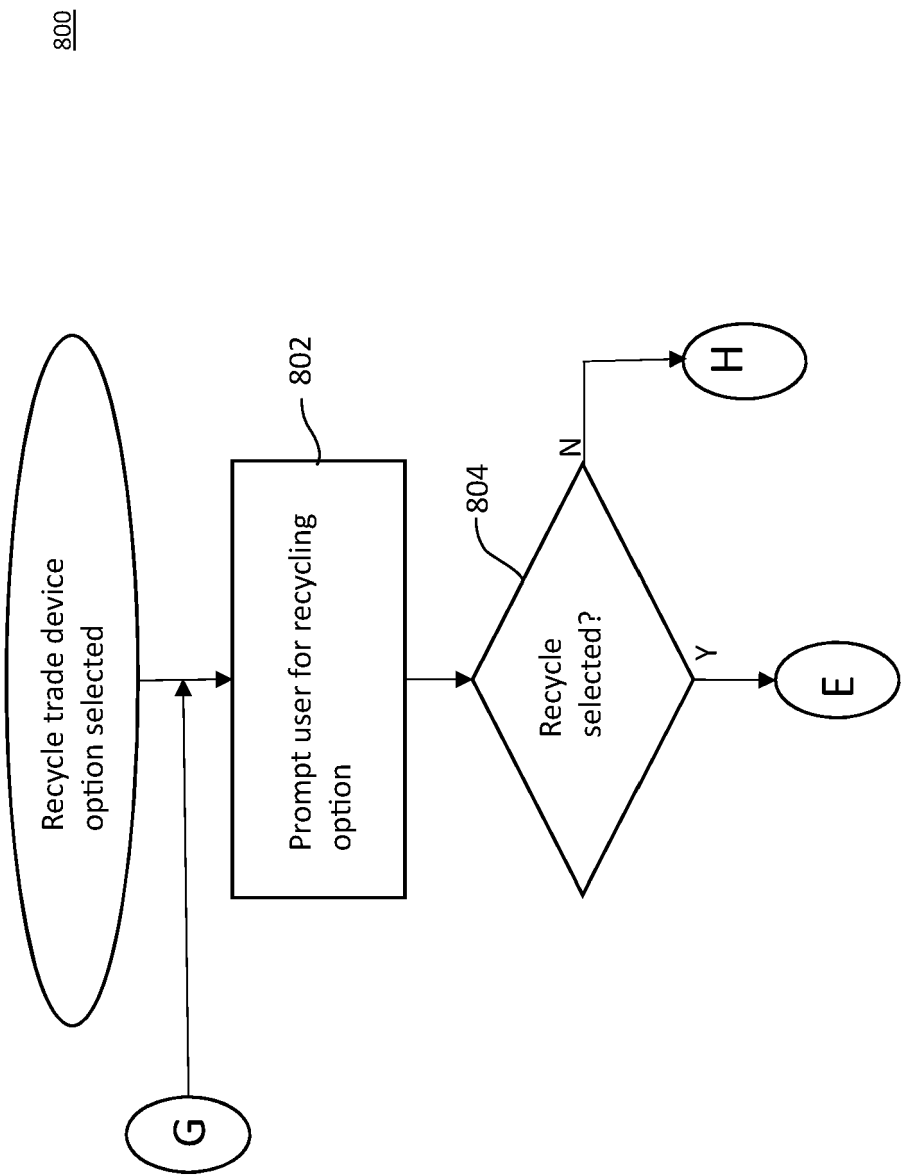 800
Recycle trade device
option selected
G
Prompt user for recycling
option
802
804
Recycle
selected?
N
H
Y
E